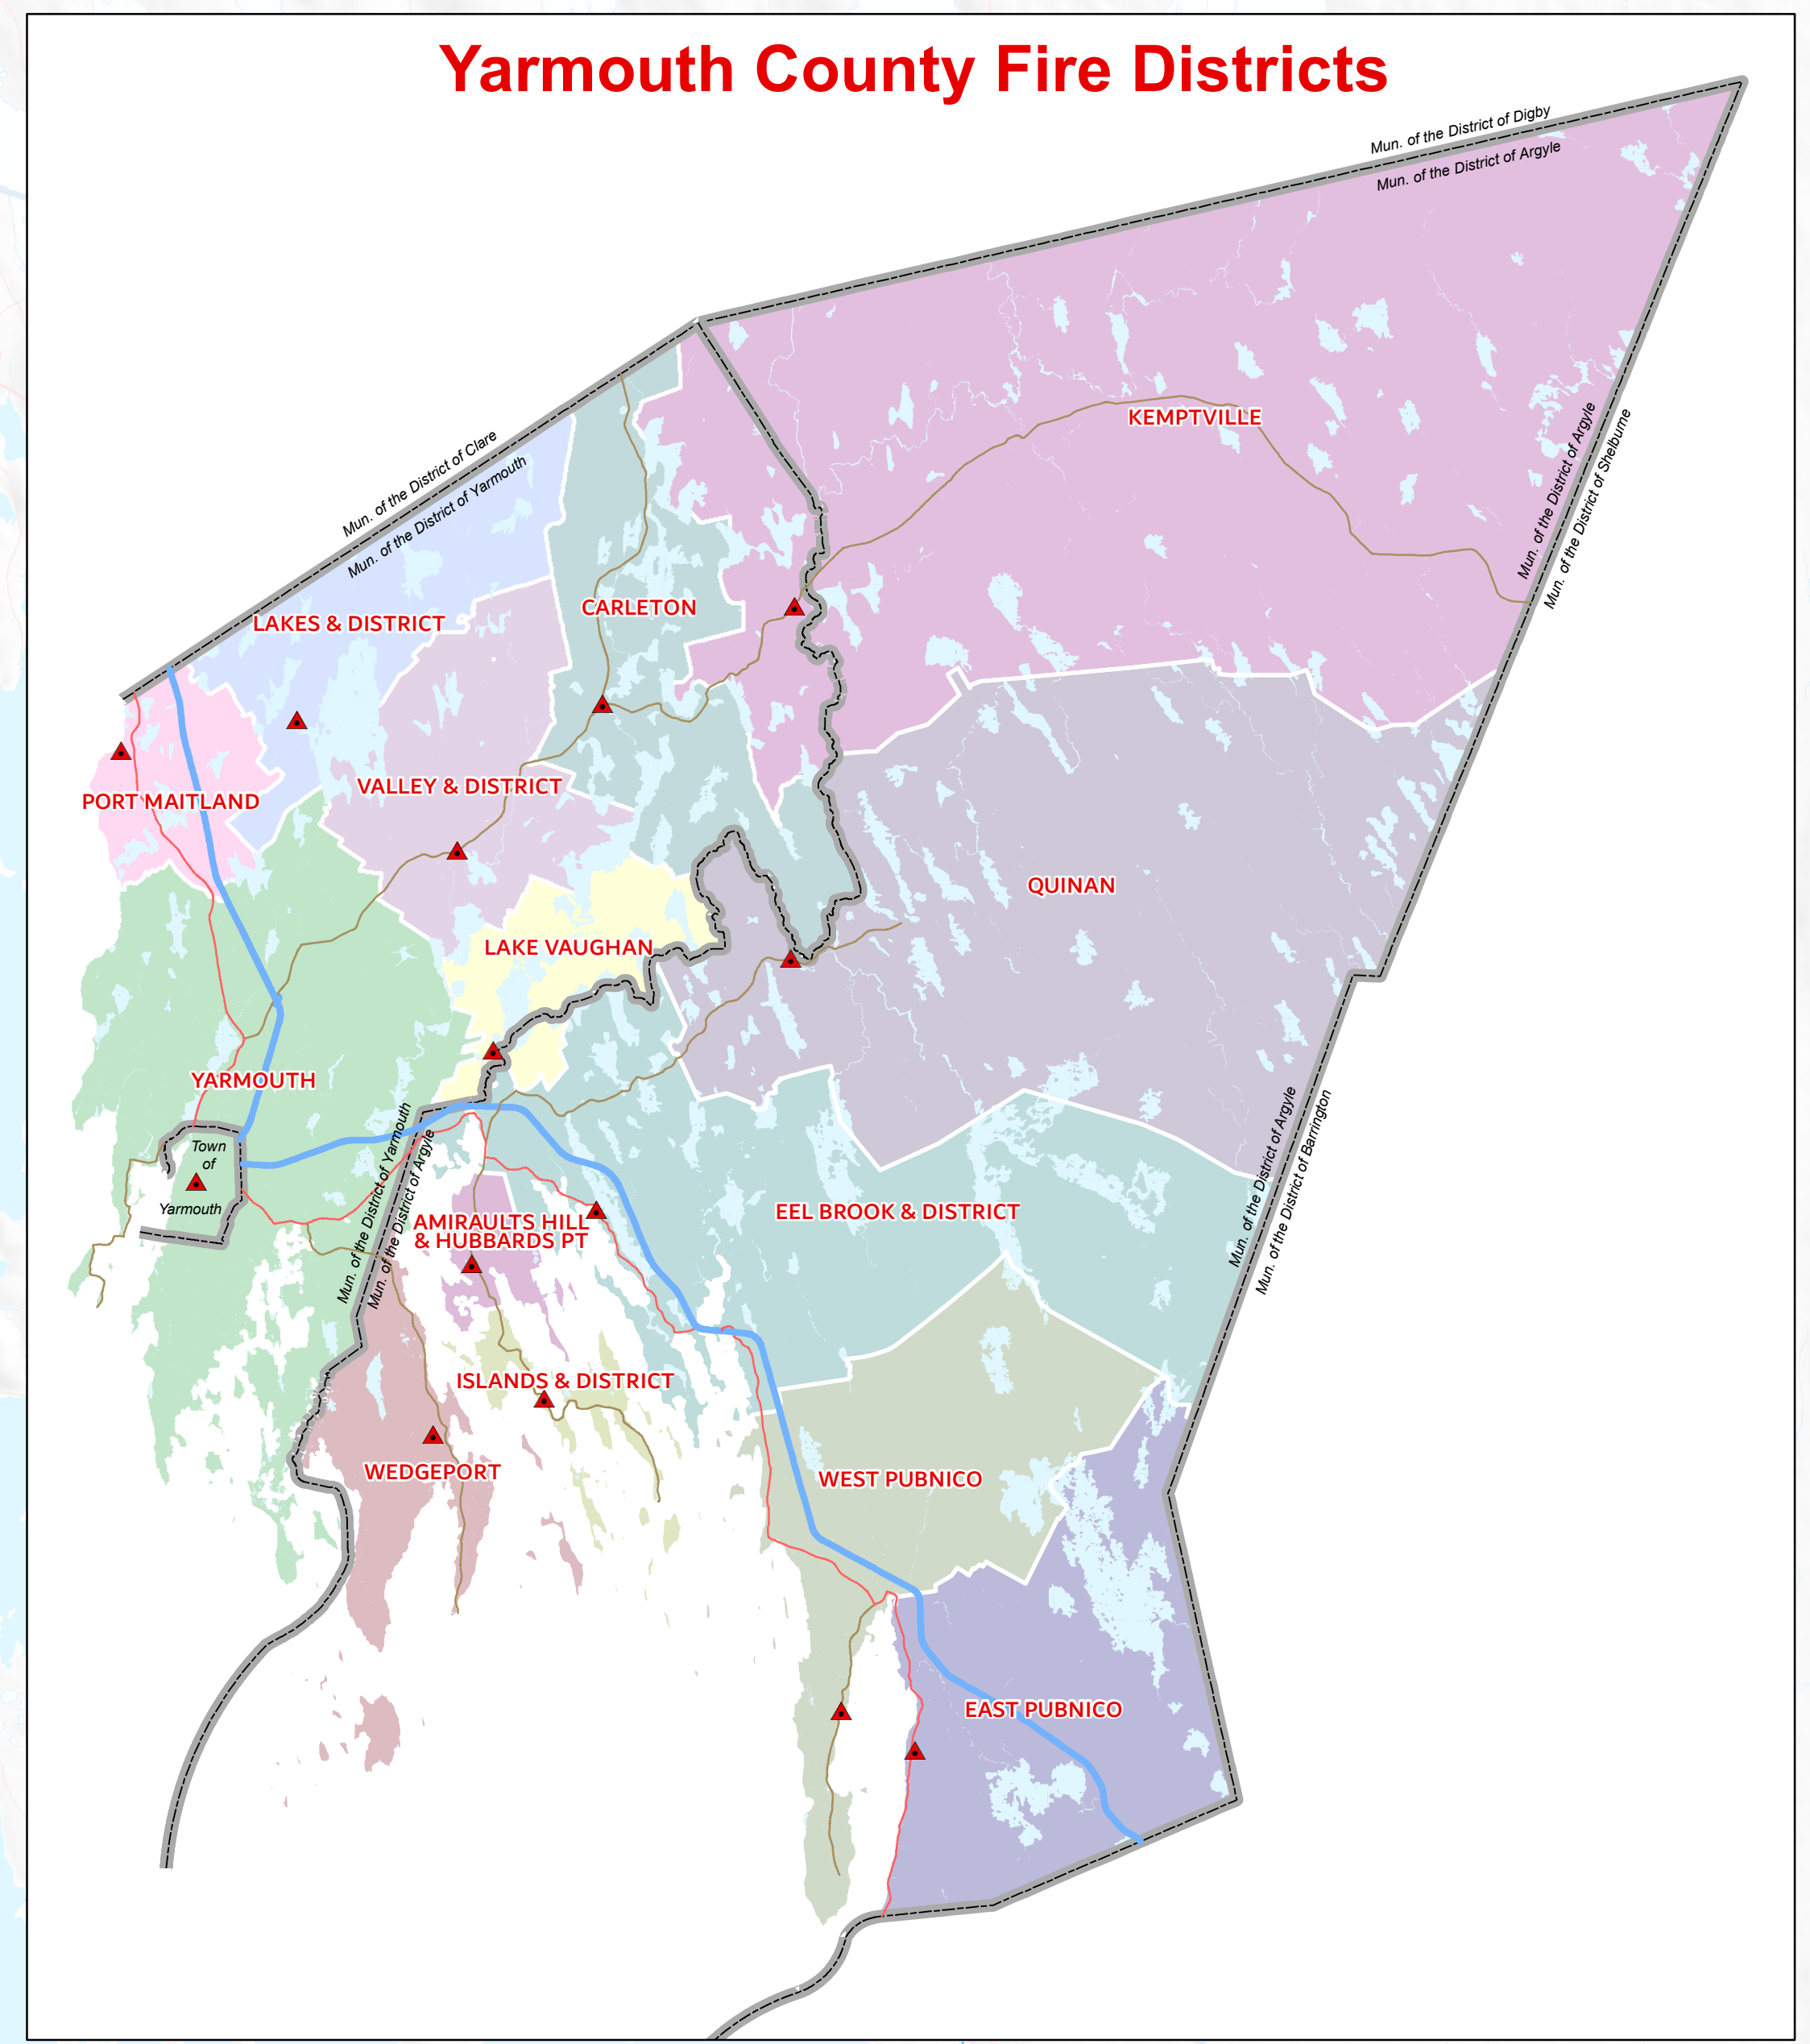 Yarmouth County Fire Districts
Mun. of the District of Digby
Mun. of the District of Argyle
KEMPTVILLE
Mun. of the District of Argyle
Mun. of the District of Shelburne
Mun. of the District of Clare
Mun. of the District of Yarmouth
CARLETON
LAKES & DISTRICT
VALLEY & DISTRICT
PORT MAITLAND
QUINAN
LAKE VAUGHAN
YARMOUTH
Town
of
Yarmouth
Mun. of the District of Yarmouth
Mun. of the District of Argyle
Mun. of the District of Argyle
Mun. of the District of Barrington
EEL BROOK & DISTRICT
AMIRAULTS HILL
& HUBBARDS PT
ISLANDS & DISTRICT
WEDGEPORT
WEST PUBNICO
EAST PUBNICO